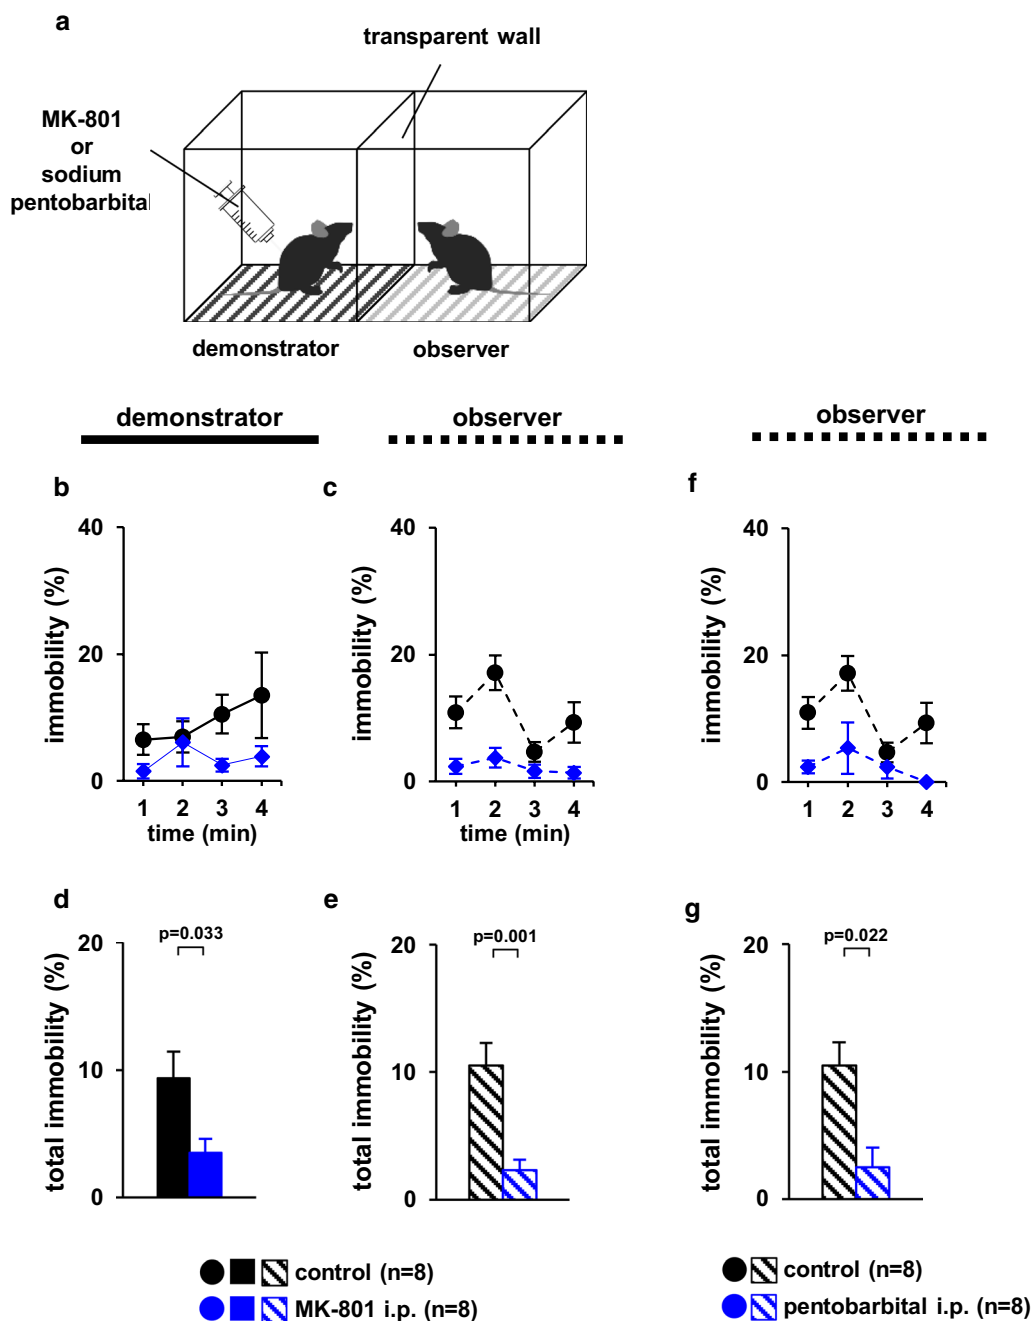 a
transparent wall
MK-801
or
sodium
pentobarbital
demonstrator
observer
demonstrator
observer
observer
b
c
f
immobility (%)
40
20
0
1 2 3 4
time (min)
immobility (%)
40
20
0
1 2 3 4
time (min)
immobility (%)
40
20
0
1 2 3 4
d
e
g
total immobility (%)
20
10
0
p=0.033
total immobility (%)
20
10
0
p=0.001
total immobility (%)
20
10
0
p=0.022
control (n=8)
MK-801 i.p. (n=8)
control (n=8)
pentobarbital i.p. (n=8)